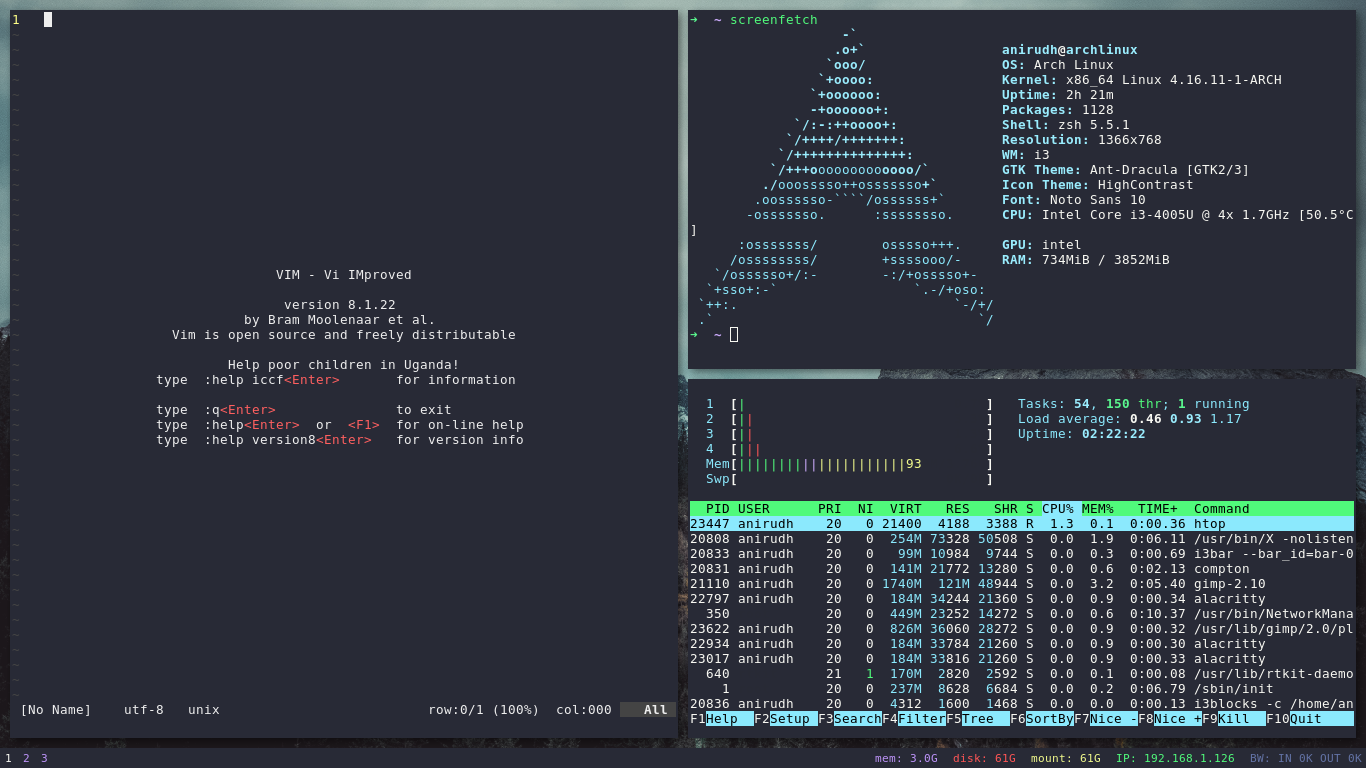 1
VIM - Vi IMproved
version 8.1.22
by Bram Moolenaar et al.
Vim is open source and freely distributable
Help poor children in Uganda!
type  :help iccf<Enter>       for information
type  :q<Enter>               to exit
type  :help<Enter>  or  <F1>  for on-line help
type  :help version8<Enter>   for version info
[No Name]    utf-8   unix                          row:0/1 (100%)  col:000    All
➜  ~ screenfetch
                   -`
                  .o+`                 anirudh@archlinux
                 `ooo/                 OS: Arch Linux
                `+oooo:                Kernel: x86_64 Linux 4.16.11-1-ARCH
               `+oooooo:               Uptime: 2h 21m
               -+oooooo+:              Packages: 1128
             `/:-:++oooo+:             Shell: zsh 5.5.1
            `/++++/+++++++:            Resolution: 1366x768
           `/++++++++++++++:           WM: i3
          `/+++ooooooooooooo/`         GTK Theme: Ant-Dracula [GTK2/3]
         ./ooosssso++osssssso+`        Icon Theme: HighContrast
        .oossssso-````/ossssss+`       Font: Noto Sans 10
       -osssssso.      :ssssssso.      CPU: Intel Core i3-4005U @ 4x 1.7GHz [50.5°C
]
      :osssssss/        osssso+++.     GPU: intel
     /ossssssss/        +ssssooo/-     RAM: 734MiB / 3852MiB
   `/ossssso+/:-        -:/+osssso+-
  `+sso+:-`                 `.-/+oso:
 `++:.                           `-/+/
 .`                                 `/
➜  ~
1  [|                              ]   Tasks: 54, 150 thr; 1 running
2  [||                             ]   Load average: 0.46 0.93 1.17
3  [||                             ]   Uptime: 02:22:22
4  [|||                            ]
Mem[|||||||||||||||||||||93        ]
Swp[                               ]
  PID USER      PRI  NI  VIRT   RES   SHR S CPU% MEM%   TIME+  Command
23447 anirudh    20   0 21400  4188  3388 R  1.3  0.1  0:00.36 htop
20808 anirudh    20   0  254M 73328 50508 S  0.0  1.9  0:06.11 /usr/bin/X -nolisten
20833 anirudh    20   0   99M 10984  9744 S  0.0  0.3  0:00.69 i3bar --bar_id=bar-0
20831 anirudh    20   0  141M 21772 13280 S  0.0  0.6  0:02.13 compton
21110 anirudh    20   0 1740M  121M 48944 S  0.0  3.2  0:05.40 gimp-2.10
22797 anirudh    20   0  184M 34244 21360 S  0.0  0.9  0:00.34 alacritty
  350            20   0  449M 23252 14272 S  0.0  0.6  0:10.37 /usr/bin/NetworkMana
23622 anirudh    20   0  826M 36060 28272 S  0.0  0.9  0:00.32 /usr/lib/gimp/2.0/pl
22934 anirudh    20   0  184M 33784 21260 S  0.0  0.9  0:00.30 alacritty
23017 anirudh    20   0  184M 33816 21260 S  0.0  0.9  0:00.33 alacritty
  640            21   1  170M  2820  2592 S  0.0  0.1  0:00.08 /usr/lib/rtkit-daemo
    1            20   0  237M  8628  6684 S  0.0  0.2  0:06.79 /sbin/init
20836 anirudh    20   0  4312  1600  1468 S  0.0  0.0  0:00.13 i3blocks -c /home/an
F1Help  F2Setup F3SearchF4FilterF5Tree  F6SortByF7Nice -F8Nice +F9Kill  F10Quit
1 2 3    mem: 3.0G  disk: 61G  mount: 61G  IP: 192.168.1.126  BW: IN 0K OUT 0K